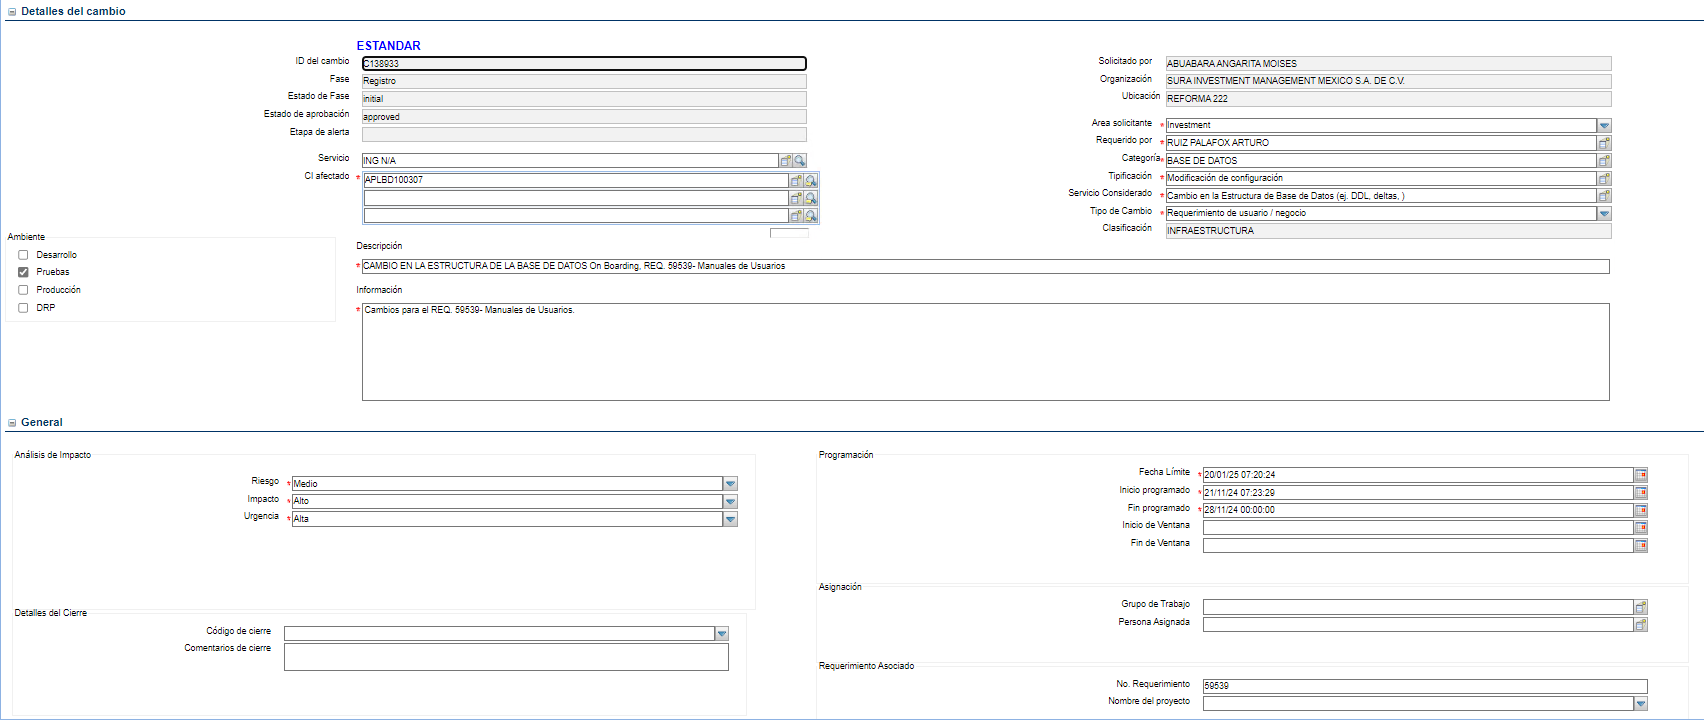 Detalles del cambio
ESTANDAR
ID del cambio C138933
Fase Registro
Estado de Fase initial
Estado de aprobación approved
Etapa de alerta
Servicio ING N/A
CI afectado * APLBD100307
Solicitado por ABUABARA ANGARITA MOISES
Organización SURA INVESTMENT MANAGEMENT MEXICO S.A. DE C.V.
Ubicación REFORMA 222
Area solicitante * Investment
Requerido por * RUIZ PALAFOX ARTURO
Categoría * BASE DE DATOS
Tipificación * Modificación de configuración
Servicio Considerado * Cambio en la Estructura de Base de Datos (ej. DDL, deltas, )
Tipo de Cambio * Requerimiento de usuario / negocio
Clasificación INFRAESTRUCTURA
Ambiente
Desarrollo
Pruebas
Producción
DRP
Descripción
* CAMBIO EN LA ESTRUCTURA DE LA BASE DE DATOS On Boarding, REQ. 59539- Manuales de Usuarios
Información
* Cambios para el REQ. 59539- Manuales de Usuarios.
General
Análisis de Impacto
Riesgo * Medio
Impacto * Alto
Urgencia * Alta
Detalles del Cierre
Código de cierre
Comentarios de cierre
Programación
Fecha Límite * 20/01/25 07:20:24
Inicio programado * 21/11/24 07:23:29
Fin programado * 28/11/24 00:00:00
Inicio de Ventana
Fin de Ventana
Asignación
Grupo de Trabajo
Persona Asignada
Requerimiento Asociado
No. Requerimiento 59539
Nombre del proyecto